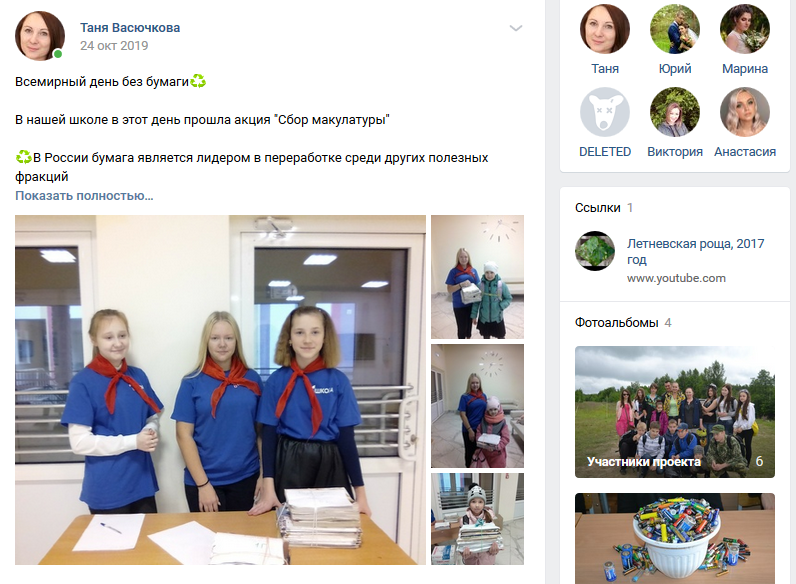 Таня Васючкова
24 окт 2019
Всемирный день без бумаги♻
В нашей школе в этот день прошла акция "Сбор макулатуры"
♻В России бумага является лидером в переработке среди других полезных
фракций
Показать полностью…
ШКОЛА
Таня Юрий Марина
DELETED Виктория Анастасия
Ссылки 1
Летневская роща, 2017
год
www.youtube.com
Фотоальбомы 4
Участники проекта 6